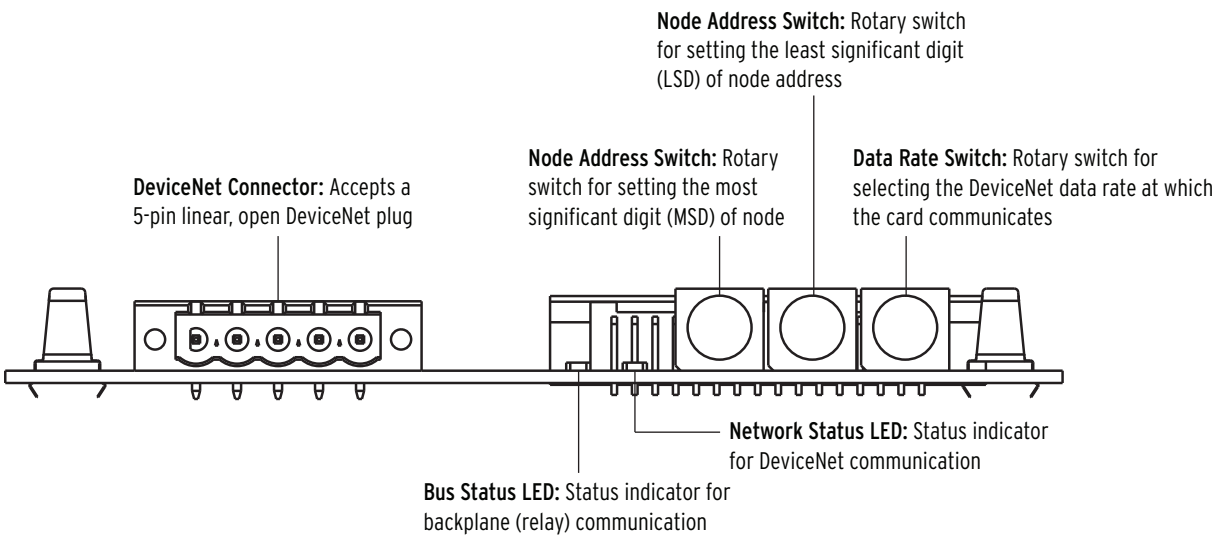 Node Address Switch: Rotary switch
for setting the least significant digit
(LSD) of node address
Node Address Switch: Rotary
switch for setting the most
significant digit (MSD) of node
Data Rate Switch: Rotary switch for
selecting the DeviceNet data rate at which
the card communicates
DeviceNet Connector: Accepts a
5-pin linear, open DeviceNet plug
Network Status LED: Status indicator
for DeviceNet communication
Bus Status LED: Status indicator for
backplane (relay) communication